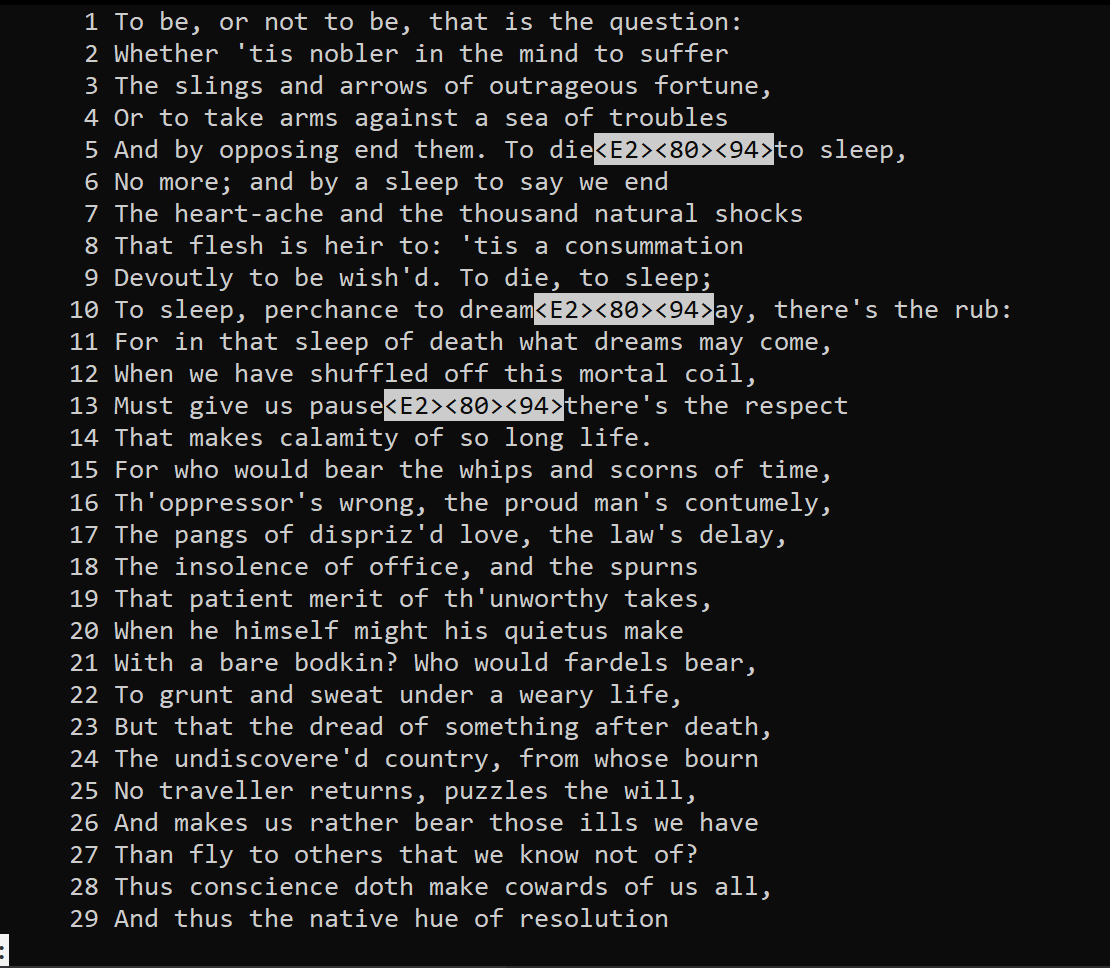 1 To be, or not to be, that is the question:
2 Whether 'tis nobler in the mind to suffer
3 The slings and arrows of outrageous fortune,
4 Or to take arms against a sea of troubles
5 And by opposing end them. To die<E2><80><94>to sleep,
6 No more; and by a sleep to say we end
7 The heart-ache and the thousand natural shocks
8 That flesh is heir to: 'tis a consummation
9 Devoutly to be wish'd. To die, to sleep;
10 To sleep, perchance to dream<E2><80><94>ay, there's the rub:
11 For in that sleep of death what dreams may come,
12 When we have shuffled off this mortal coil,
13 Must give us pause<E2><80><94>there's the respect
14 That makes calamity of so long life.
15 For who would bear the whips and scorns of time,
16 Th'oppressor's wrong, the proud man's contumely,
17 The pangs of dispriz'd love, the law's delay,
18 The insolence of office, and the spurns
19 That patient merit of th'unworthy takes,
20 When he himself might his quietus make
21 With a bare bodkin? Who would fardels bear,
22 To grunt and sweat under a weary life,
23 But that the dread of something after death,
24 The undiscovere'd country, from whose bourn
25 No traveller returns, puzzles the will,
26 And makes us rather bear those ills we have
27 Than fly to others that we know not of?
28 Thus conscience doth make cowards of us all,
29 And thus the native hue of resolution
: